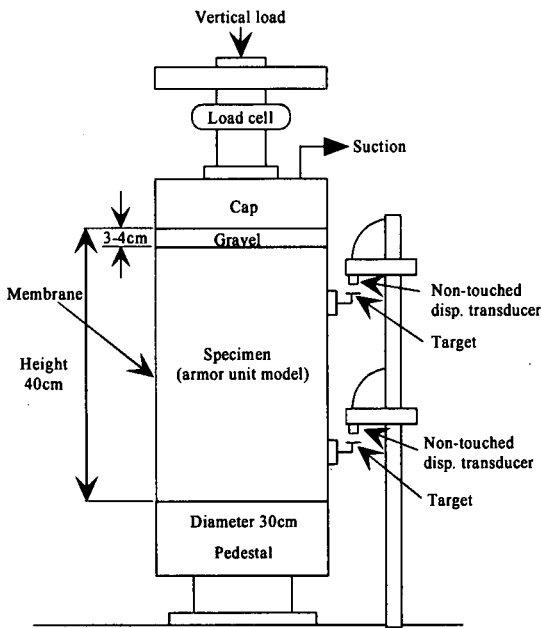 Vertical load
Load cell
Suction
Cap
3-4cm
Gravel
Non-touched
disp. transducer
Membrane
Target
Specimen
(armor unit model)
Height
40cm
Non-touched
disp. transducer
Target
Diameter 30cm
Pedestal